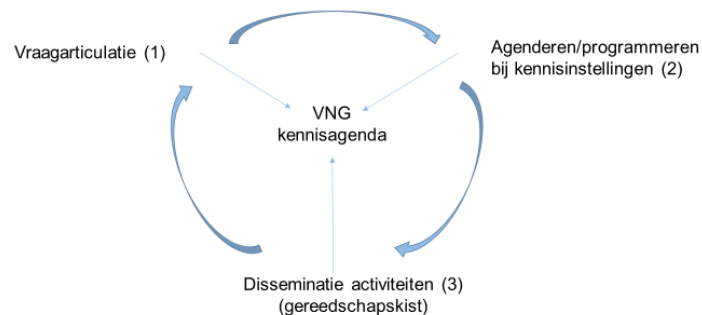 Vraagarticulatie (1)
Agenderen/programmeren
bij kennisinstellingen (2)
VNG
kennisagenda
Disseminatie activiteiten (3)
(gereedschapskist)